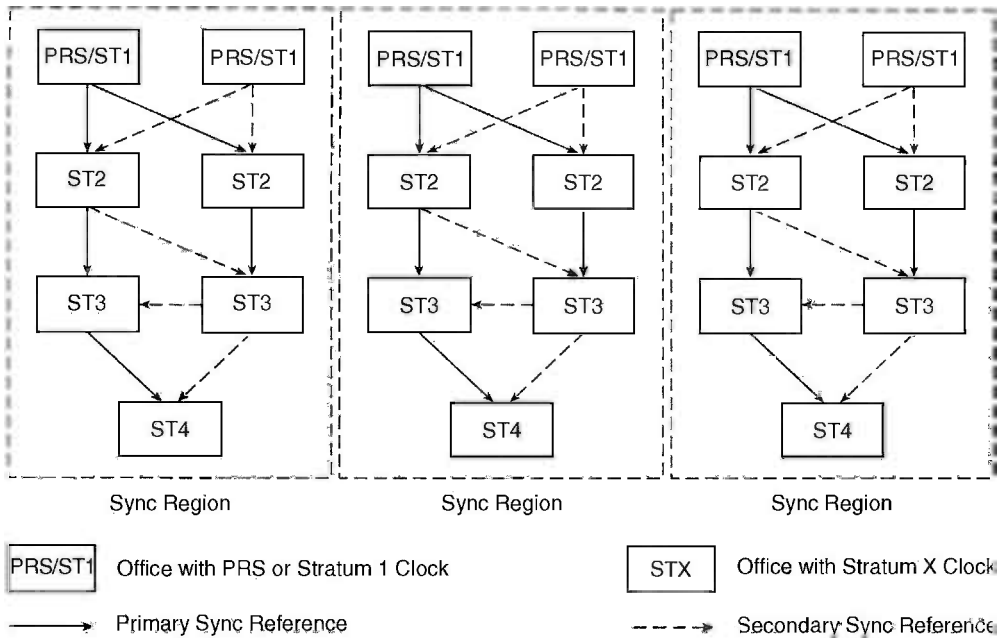 PRS/ST1 PRS/ST1 PRS/ST1 PRS/ST1 PRS/ST1 PRS/ST1
ST2 ST2 ST2 ST2 ST2 ST2
ST3 ST3 ST3 ST3 ST3 ST3
ST4 ST4 ST4
Sync Region Sync Region Sync Region
PRS/ST1 Office with PRS or Stratum 1 Clock STX Office with Stratum X Clock
Primary Sync Reference Secondary Sync Reference